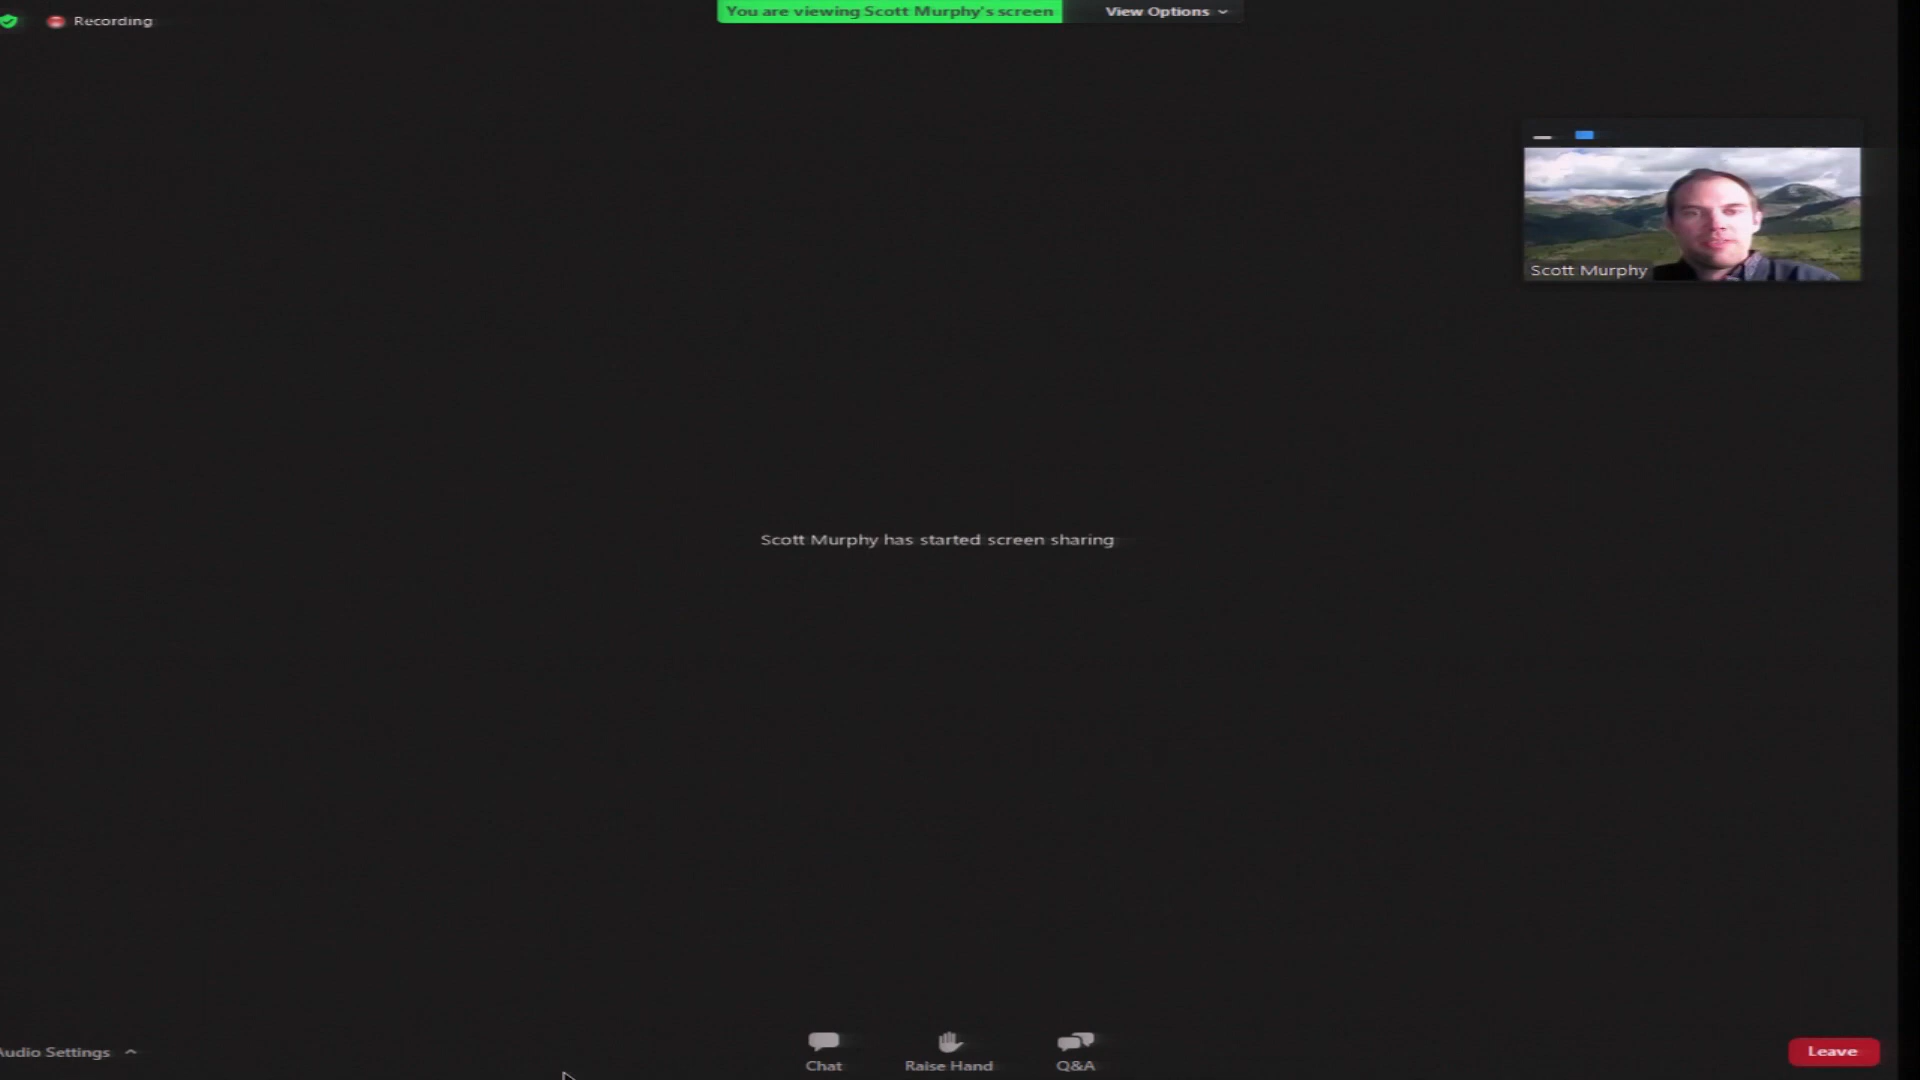 Recording
You are viewing Scott Murphy's screen
View Options
Scott Murphy
Scott Murphy has started screen sharing
Audio Settings
Chat
Raise Hand
Q&A
Leave